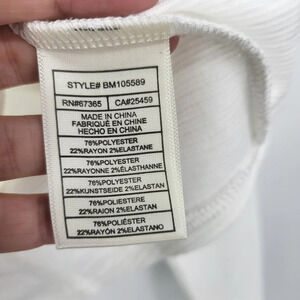 STYLE# BM105589
RN#67365 CA#25459
MADE IN CHINA
FABRIQUÉ EN CHINE
HECHO EN CHINA
76%POLYESTER
22%RAYON 2%ELASTANE
76%POLYESTER
22%RAYONNE 2%ÉLASTHANNE
76%POLYESTER
22%KUNSTSEIDE 2%ELASTAN
76%POLIESTERE
22%RAION 2%ELASTAN
76%POLIÉSTER
22%RAYÓN 2%ELASTANO